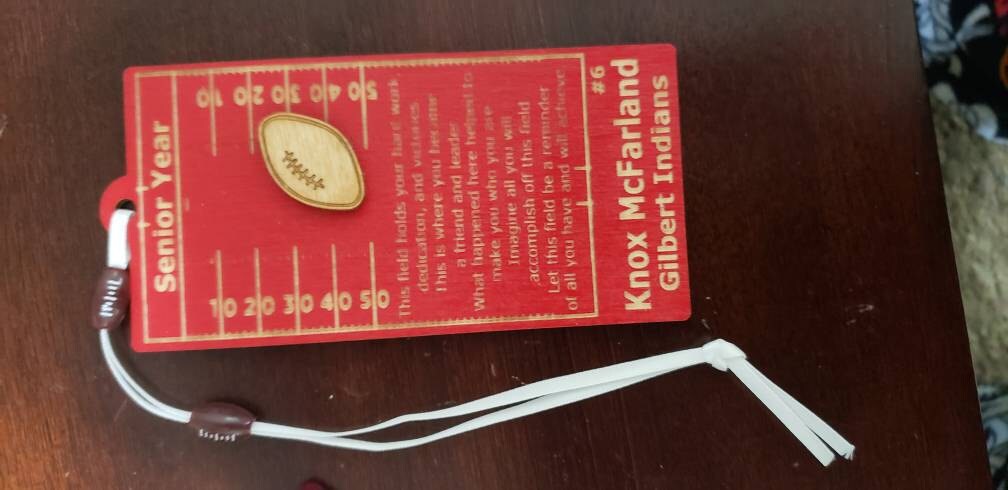 Senior Year
10 20 30 40 50
10 20 30 40 50
This field holds your hard work,
dedication, and victories
This is where you became
a friend and leader
What happened here helped to
make you who you are
Imagine all you will
accomplish off this field
Let this field be a reminder
of all you have and will achieve
#6
Knox McFarland
Gilbert Indians